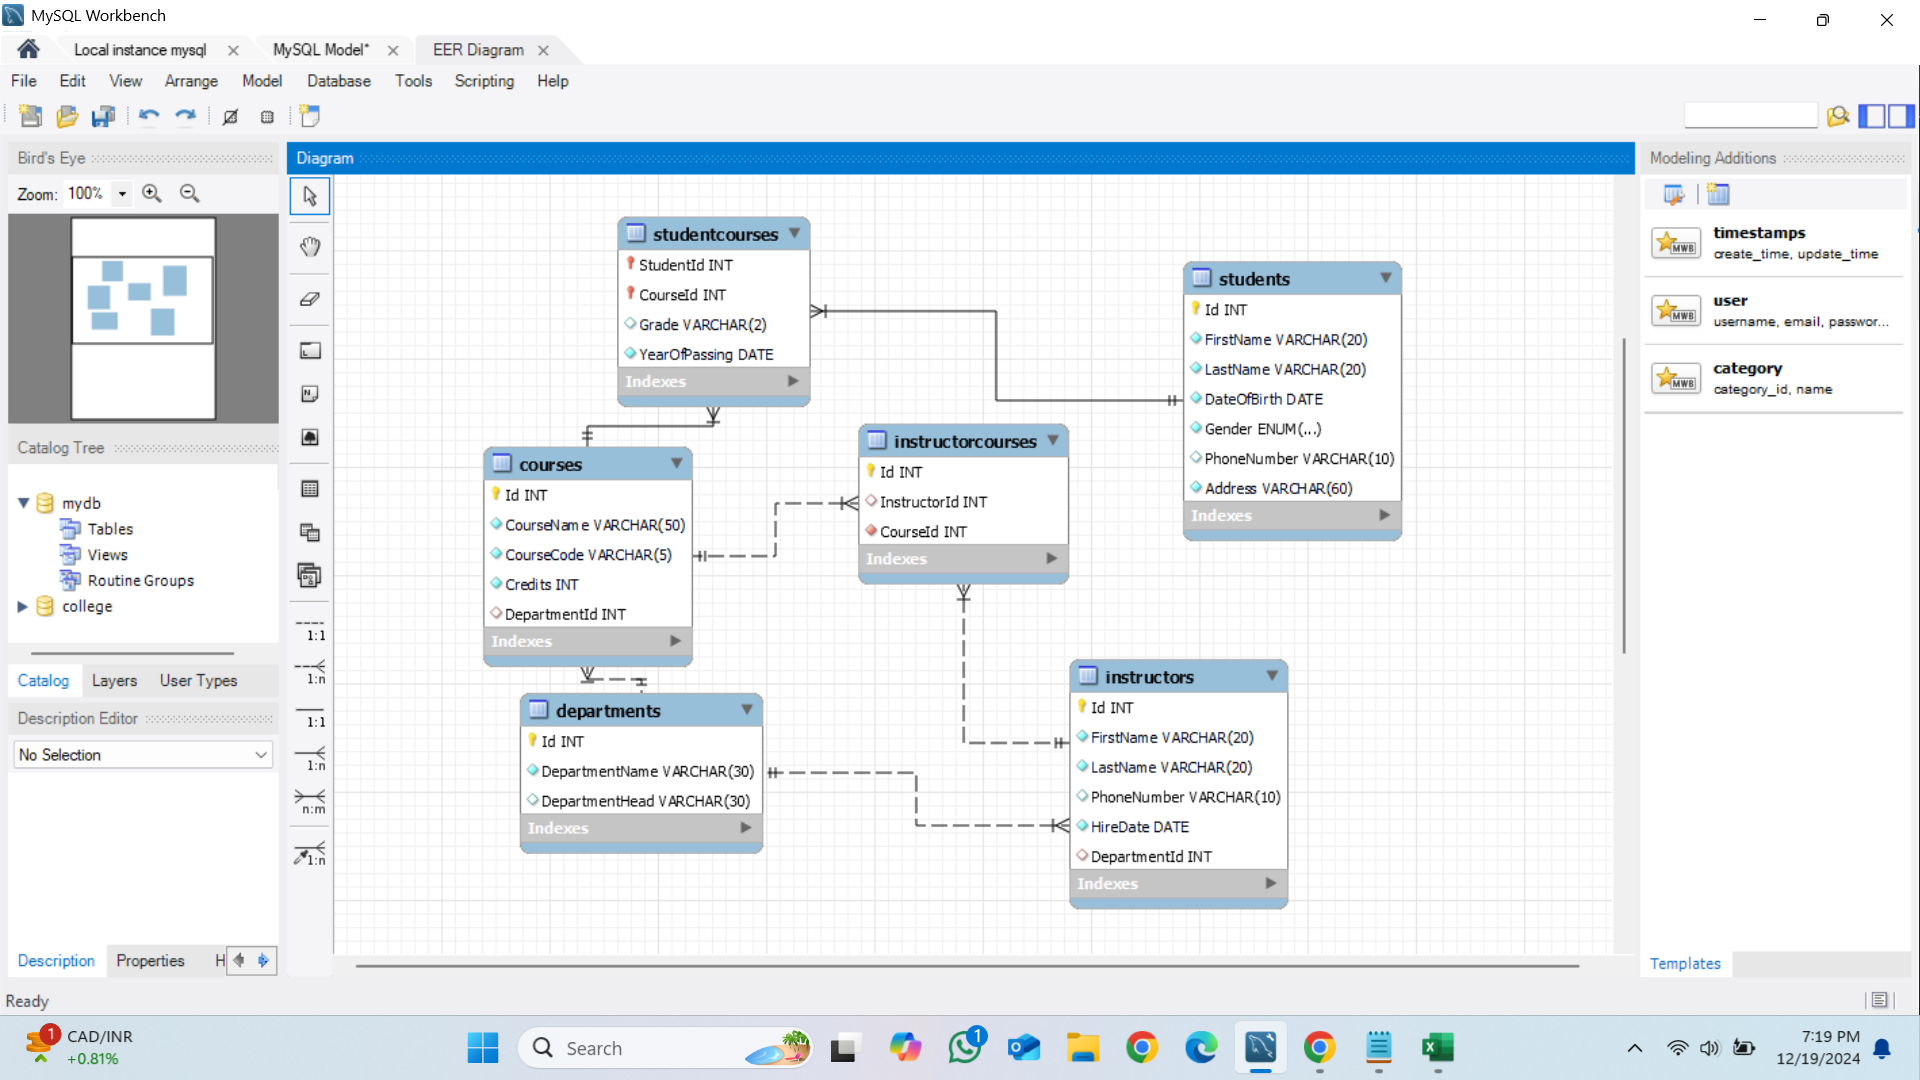 MySQL Workbench
Local instance mysql
MySQL Model*
EER Diagram
File Edit View Arrange Model Database Tools Scripting Help
Bird's Eye
Zoom: 100%
Catalog Tree
mydb
Tables
Views
Routine Groups
college
Catalog Layers User Types
Description Editor
No Selection
Description Properties H
Ready
Diagram
1:1
1:n
1:1
1:n
n:m
1:n
studentcourses
StudentId INT
CourseId INT
Grade VARCHAR(2)
YearOfPassing DATE
Indexes
students
Id INT
FirstName VARCHAR(20)
LastName VARCHAR(20)
DateOfBirth DATE
Gender ENUM(...)
PhoneNumber VARCHAR(10)
Address VARCHAR(60)
Indexes
courses
Id INT
CourseName VARCHAR(50)
CourseCode VARCHAR(5)
Credits INT
DepartmentId INT
Indexes
instructorcourses
Id INT
InstructorId INT
CourseId INT
Indexes
departments
Id INT
DepartmentName VARCHAR(30)
DepartmentHead VARCHAR(30)
Indexes
instructors
Id INT
FirstName VARCHAR(20)
LastName VARCHAR(20)
PhoneNumber VARCHAR(10)
HireDate DATE
DepartmentId INT
Indexes
Modeling Additions
MWB
timestamps
create_time, update_time
MWB
user
username, email, passwor...
MWB
category
category_id, name
Templates
1
CAD/INR
+0.81%
Search
1
7:19 PM
12/19/2024